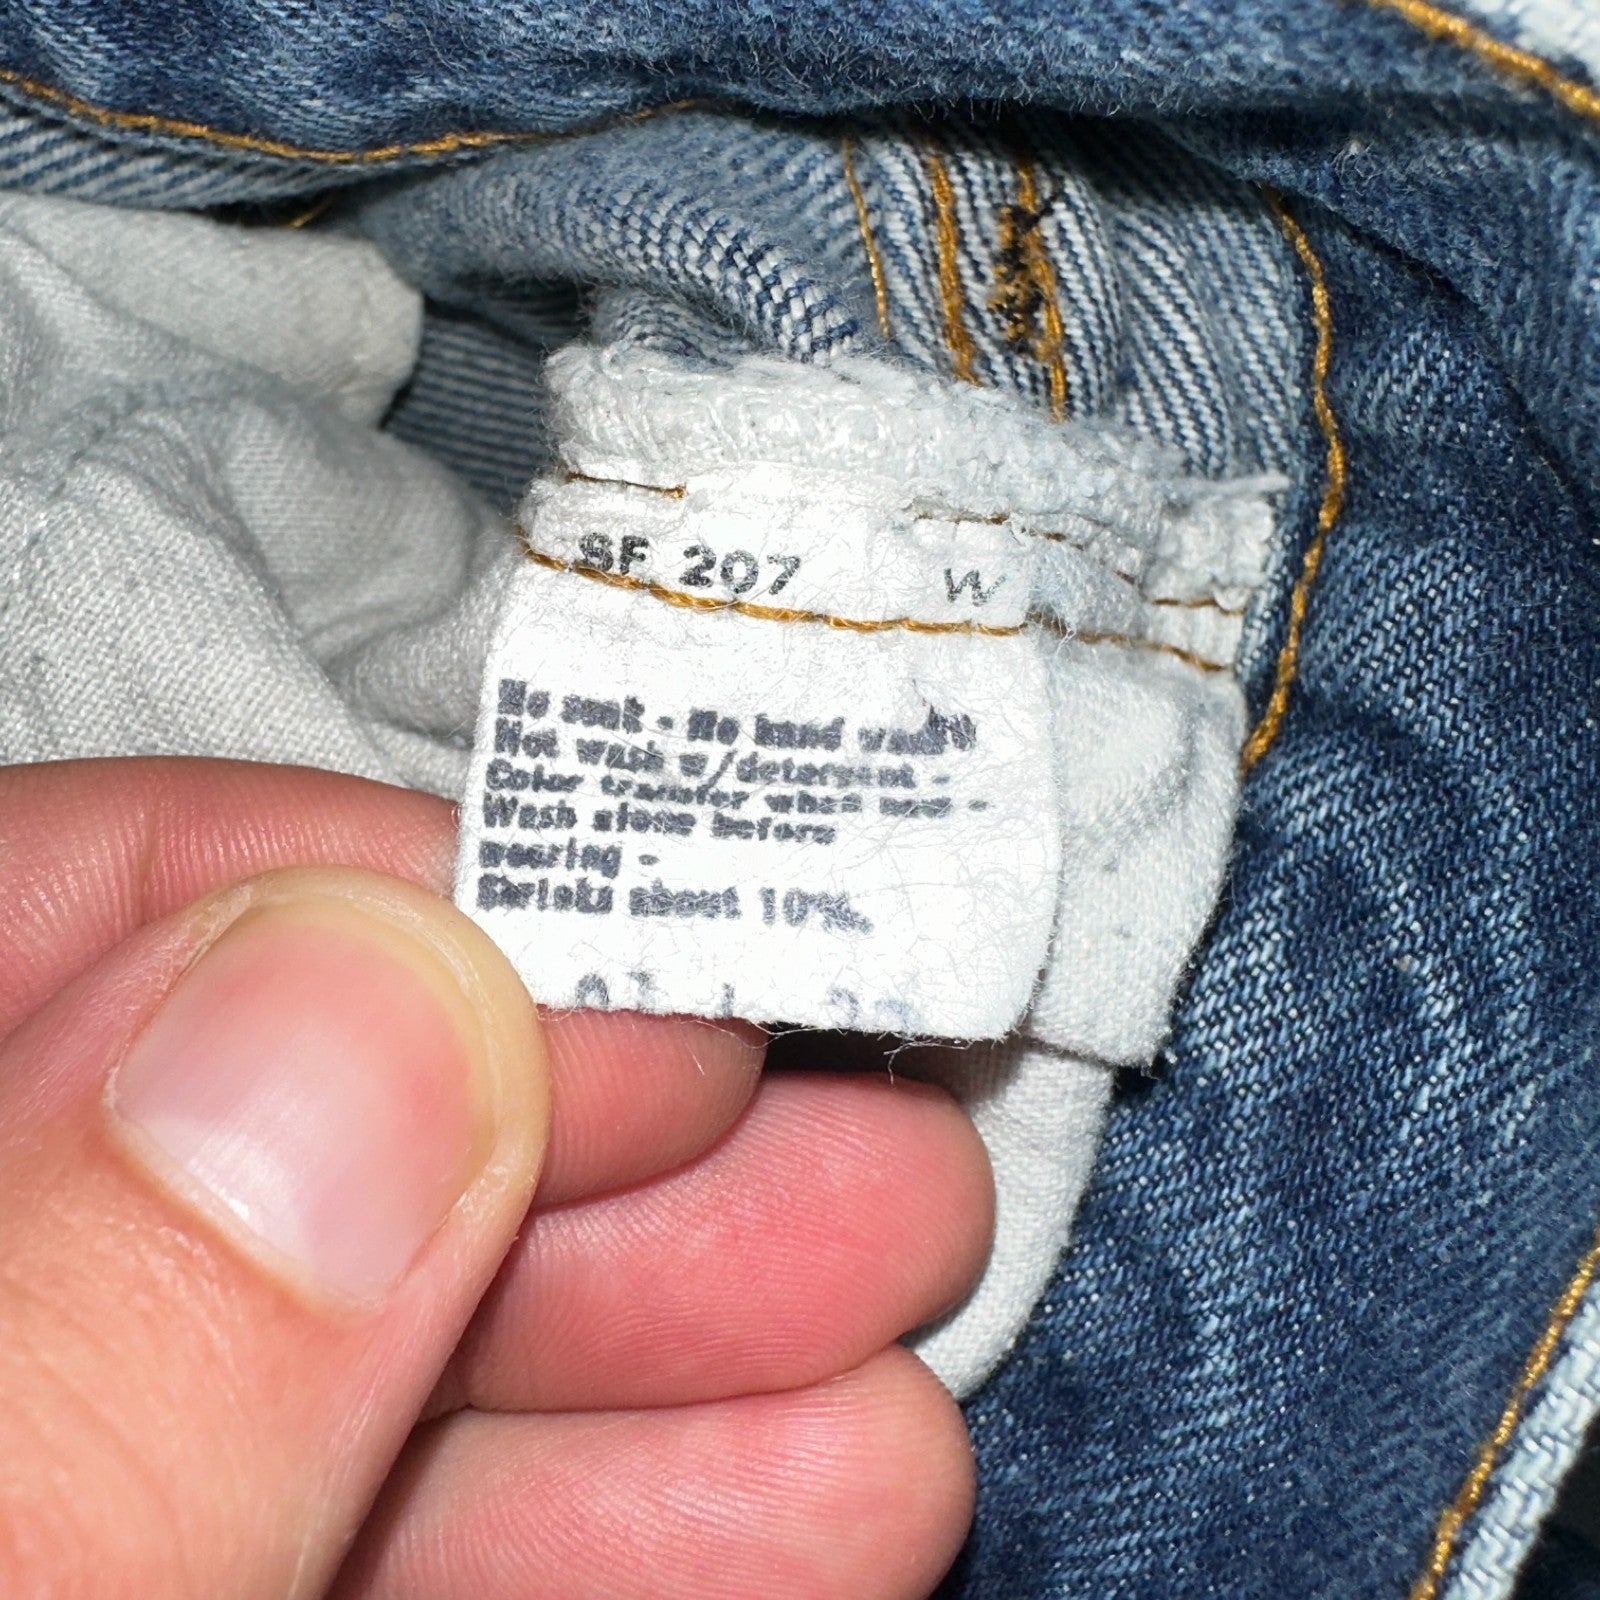 SF 207 W
No soak - No hand wash
Hot wash w/detergent -
Color transfer when new -
Wash alone before
wearing -
Shrinks about 10%